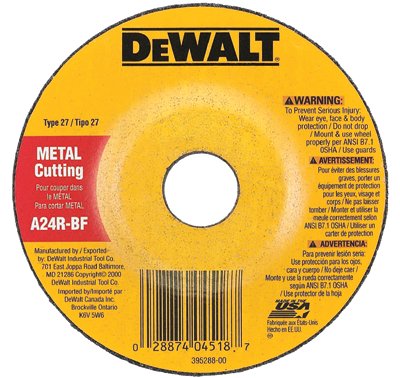 DEWALT®
Type 27 / Tipo 27
METAL
Cutting
Pour couper dans
le MÉTAL
Para cortar METAL
A24R-BF
Manufactured by / Exported-
by: DeWalt Industrial Tool Co.
701 East Joppa Road Baltimore,
MD 21286 Copyright©2000
DeWalt Industrial Tool Co.
Imported by/Importé par:
DeWalt Canada Inc.
Brockville Ontario
K6V 5W6
WARNING:
To Prevent Serious Injury:
Wear eye, face & body
protection / Do not drop
/ Mount & use wheel
properly per ANSI B7.1
OSHA / Use guards
AVERTISSEMENT:
Pour éviter des blessures
graves, porter un
équipement de protection
pour les yeux, visage et
corps / Ne pas laisser
tomber / Monter et utiliser la
meule correctement selon
ANSI B7.1 OSHA / Utiliser un
carter de protection
ADVERTENCIA:
Para prevenir lesión seria:
Use protección para los ojos,
cara y cuerpo / No deje caer /
Monte y use la rueda correctamente
según ANSI B7.1 OSHA
/ Use protector de la hoja
USA
Fabriquée aux États-Unis
Hecho en EE.UU.
0 28874 04518 7
395288-00